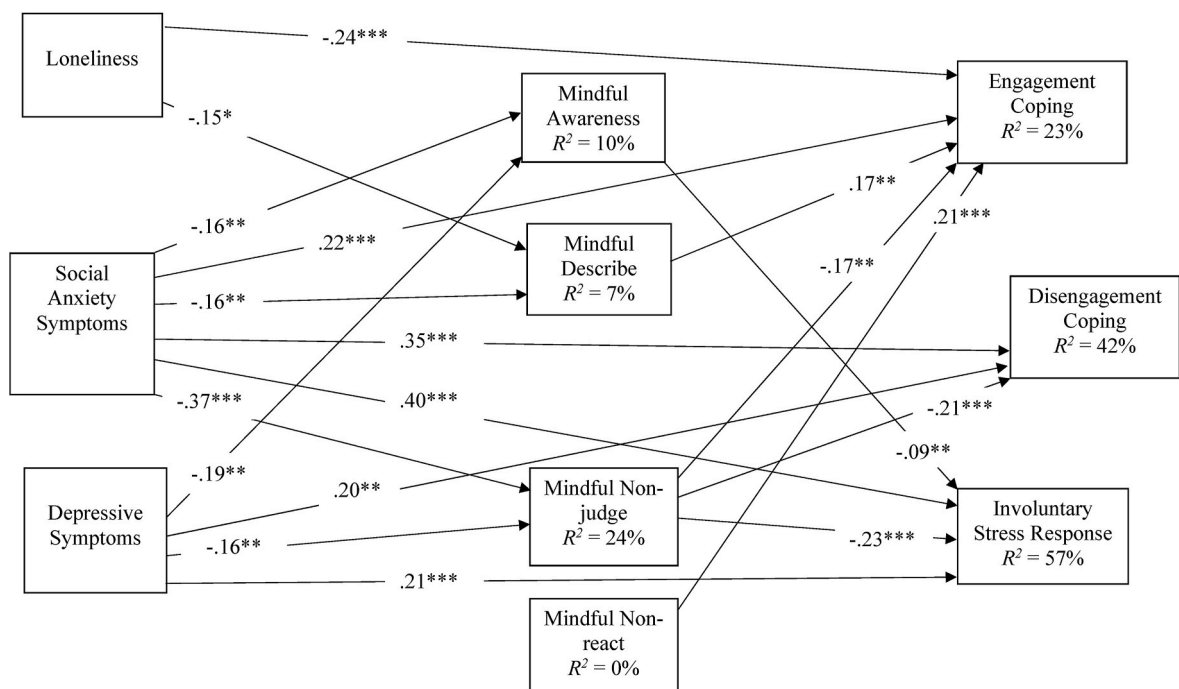 Loneliness
-.24***
-.15*
Mindful
Awareness
R² = 10%
Engagement
Coping
R² = 23%
.17**
.21***
-.16**
.22***
-.16**
Social
Anxiety
Symptoms
Mindful
Describe
R² = 7%
-.17**
Disengagement
Coping
R² = 42%
.35***
-.37***
.40***
-.21***
-.19**
-.09**
Depressive
Symptoms
.20**
-.16**
.21***
Mindful Non-
judge
R² = 24%
-.23***
Involuntary
Stress Response
R² = 57%
Mindful Non-
react
R² = 0%